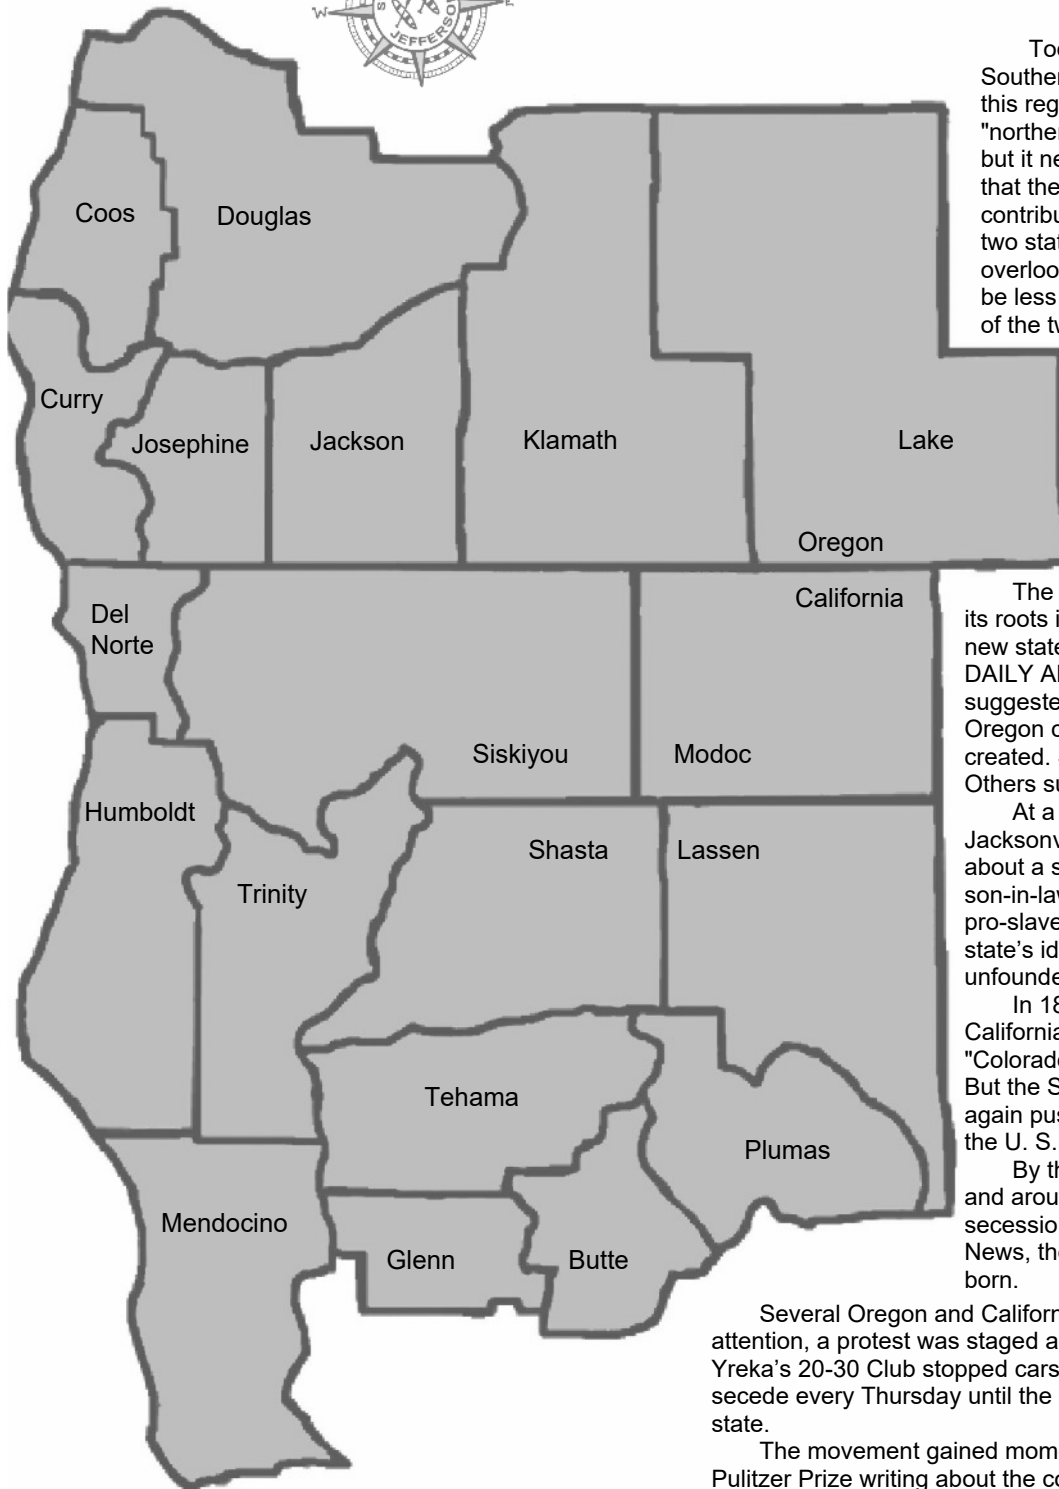 W
E
S
JEFFERSO
Coos
Douglas
Curry
Josephine
Jackson
Klamath
Lake
Oregon
California
Del
Norte
Siskiyou
Modoc
Humboldt
Shasta
Lassen
Trinity
Tehama
Plumas
Mendocino
Glenn
Butte
Too
Souther
this reg
"norther
but it ne
that the
contribu
two stat
overloo
be less
of the tw
The
its roots i
new state
DAILY Al
suggeste
Oregon c
created.
Others su
At a
Jacksonv
about a s
son-in-law
pro-slave
state's id
unfounde
In 18
California
"Colorado
But the S
again pus
the U. S.
By th
and arou
secession
News, the
born.
Several Oregon and Californ
attention, a protest was staged a
Yreka's 20-30 Club stopped cars
secede every Thursday until the
state.
The movement gained mom
Pulitzer Prize writing about the co